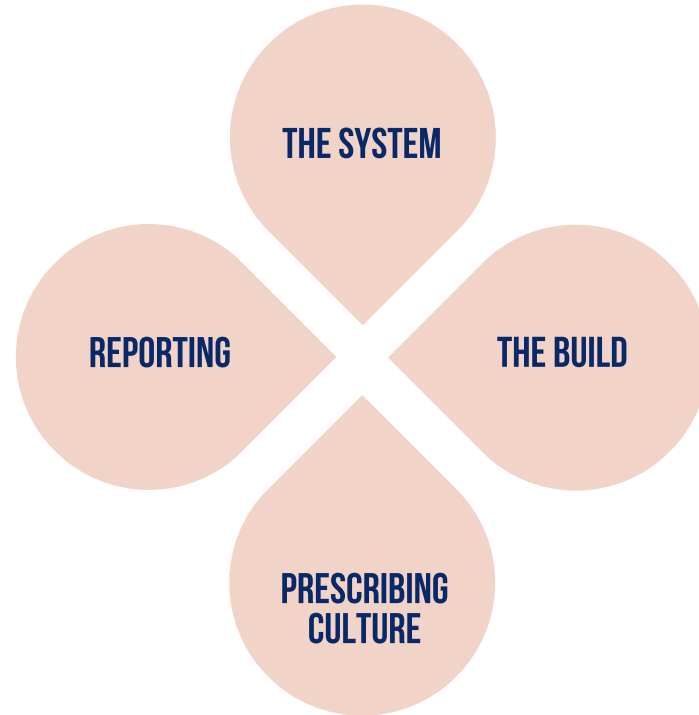 THE SYSTEM
REPORTING
THE BUILD
PRESCRIBING
CULTURE